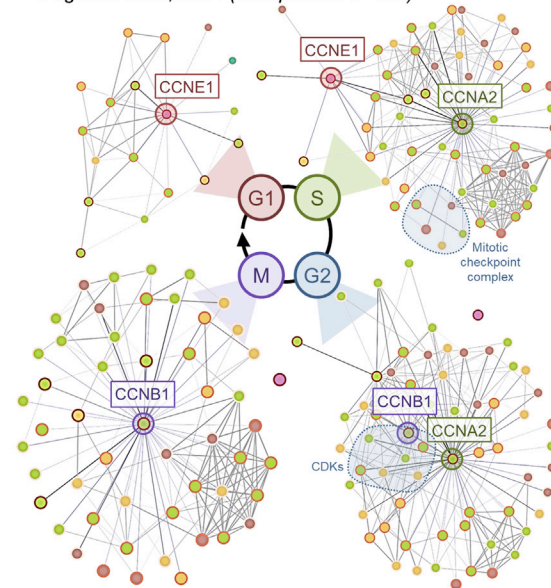 CCNE1
CCNE1
CCNA2
G1
S
Mitotic
checkpoint
complex
M
G2
CCNB1
CCNB1
CCNA2
CDKs